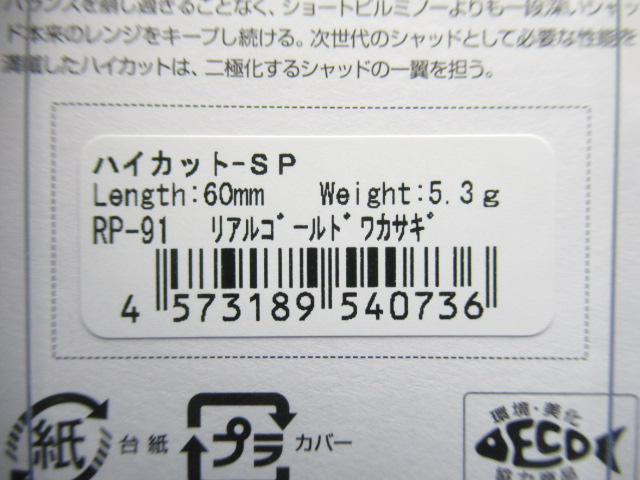 バランスを崩し過ぎることなく、ショートビルミノーよりも一段深いシャッ
ド本来のレンジをキープし続ける。次世代のシャッドとして必要な性能を
満載したハイカットは、二極化するシャッドの一翼を担う。
ハイカット-SP
Length:60mm Weight:5.3g
RP-91 リアルゴールドワカサギ
4 573189 540736
紙 台紙 プラ カバー
環境・美化
ECO
協力商品